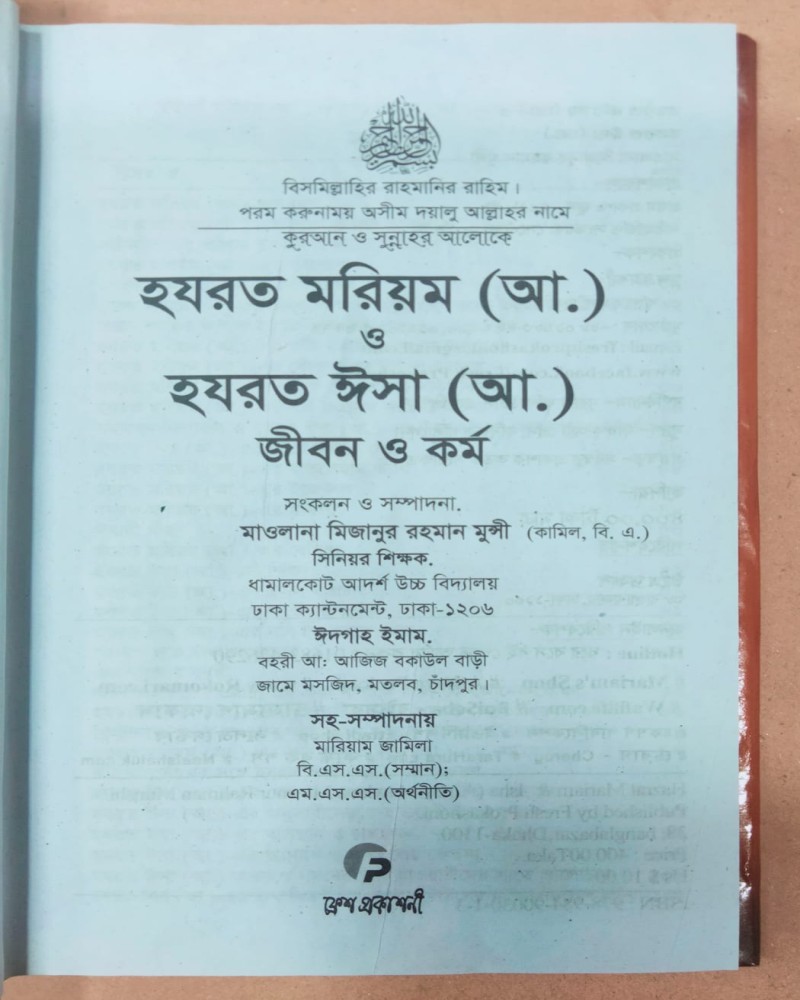 বিসমিল্লাহির রাহমানির রাহিম।
পরম করুনাময় অসীম দয়ালু আল্লাহর নামে
কুরআন ও সুন্নাহর আলোকে
হযরত মরিয়ম (আ.)
ও
হযরত ঈসা (আ.)
জীবন ও কর্ম
সংকলন ও সম্পাদনা.
মাওলানা মিজানুর রহমান মুন্সী (কামিল, বি. এ.)
সিনিয়র শিক্ষক.
ধামালকোট আদর্শ উচ্চ বিদ্যালয়
ঢাকা ক্যান্টনমেন্ট, ঢাকা-১২০৬
ঈদগাহ ইমাম.
বহরী আঃ আজিজ বকাউল বাড়ী
জামে মসজিদ, মতলব, চাঁদপুর।
সহ-সম্পাদনায়
মারিয়াম জামিলা
বি.এস.এস.(সম্মান);
এম.এস.এস.(অর্থনীতি)
ফ্রেশ প্রকাশনী